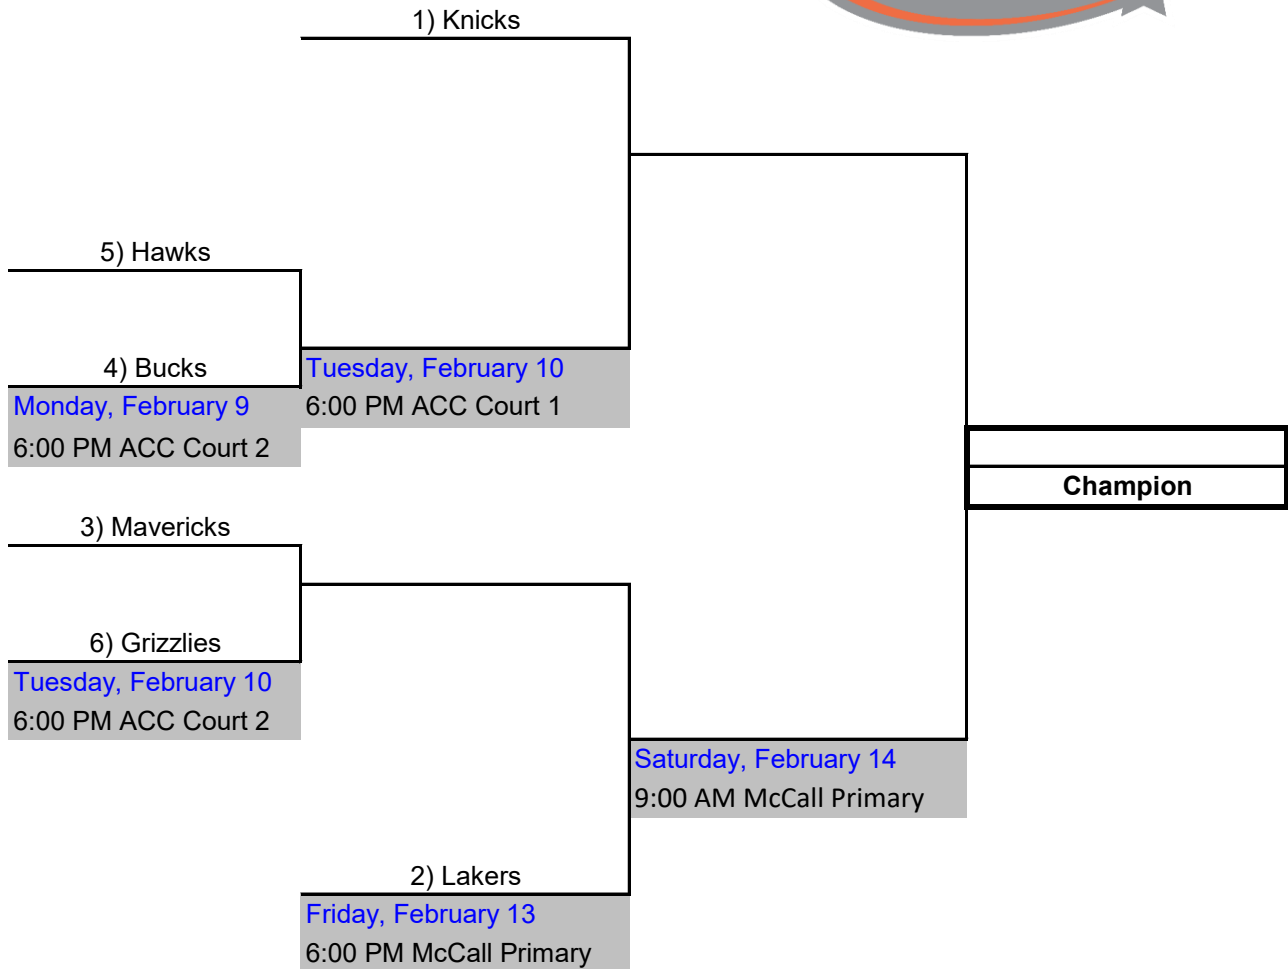 1) Knicks
5) Hawks
4) Bucks
Monday, February 9
6:00 PM ACC Court 2
Tuesday, February 10
6:00 PM ACC Court 1
Champion
3) Mavericks
6) Grizzlies
Tuesday, February 10
6:00 PM ACC Court 2
Saturday, February 14
9:00 AM McCall Primary
2) Lakers
Friday, February 13
6:00 PM McCall Primary